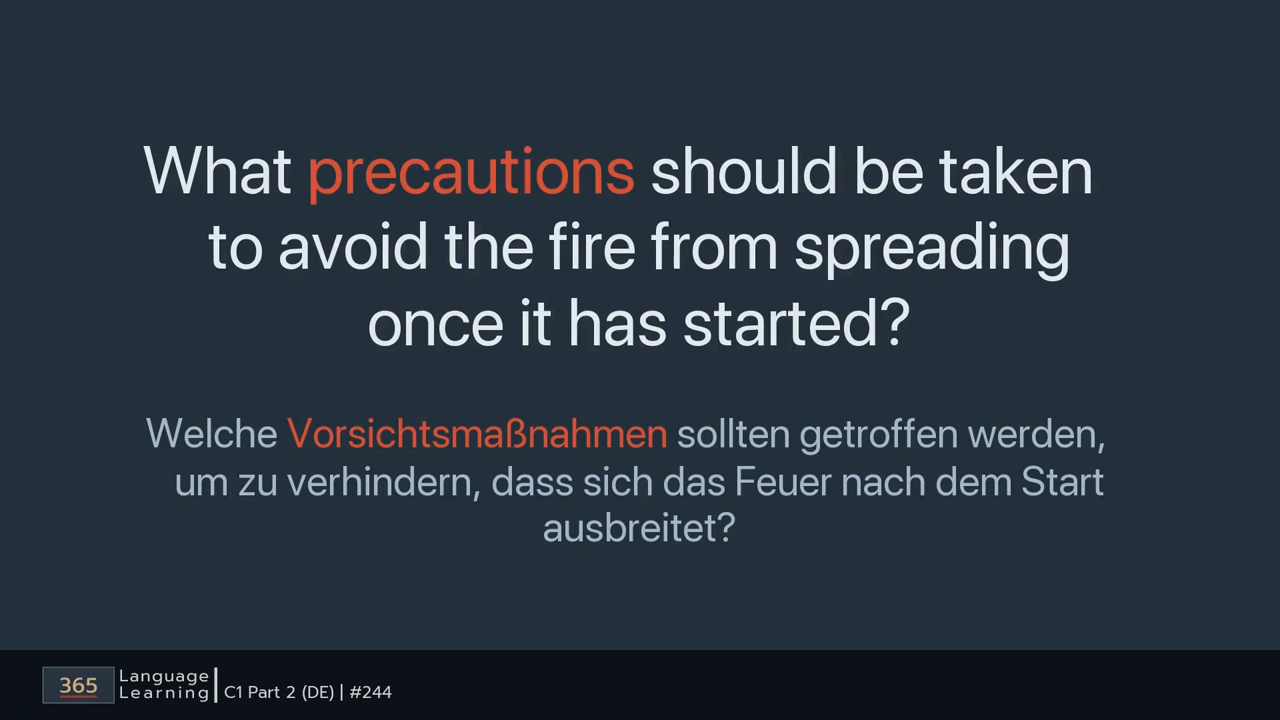 What precautions should be taken
to avoid the fire from spreading
once it has started?
Welche Vorsichtsmaßnahmen sollten getroffen werden,
um zu verhindern, dass sich das Feuer nach dem Start
ausbreitet?
365
Language
Learning
C1 Part 2 (DE) | #244